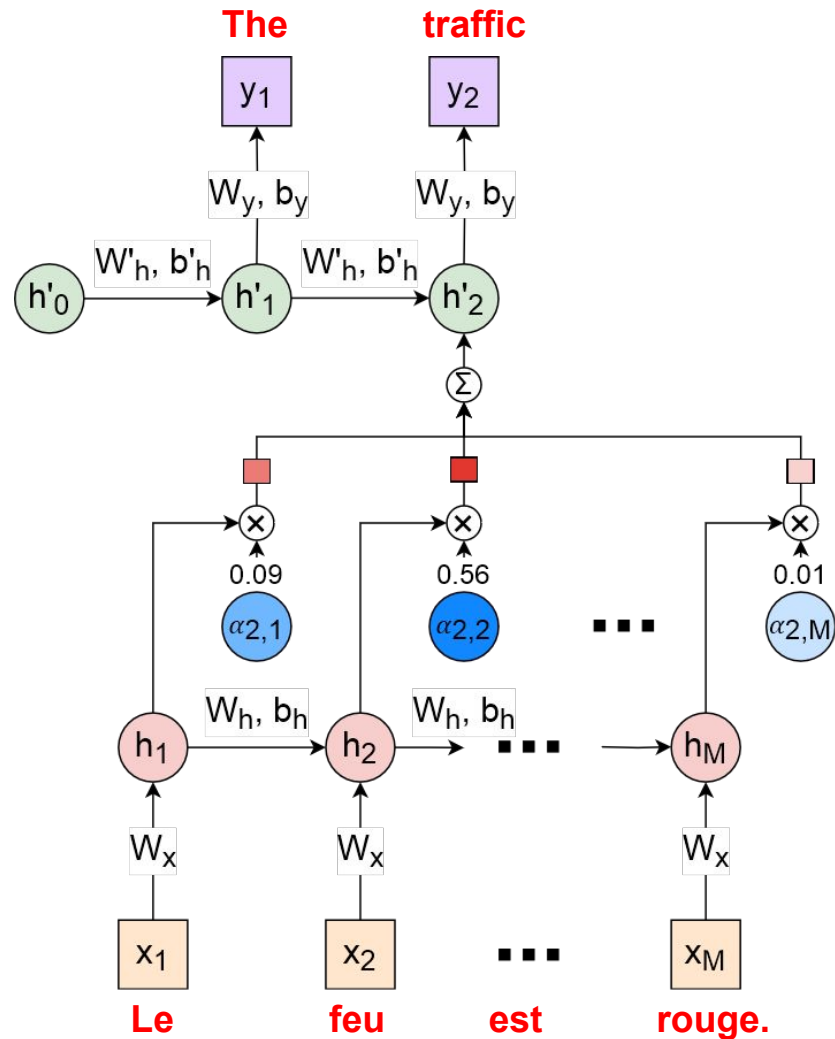 The traffic
y1 y2
Wy, by Wy, by
W'h, b'h W'h, b'h
h'0 h'1 h'2
Σ
× × ×
0.09 0.56 0.01
α2,1 α2,2 ... α2,M
Wh, bh Wh, bh
h1 h2 ... hM
Wx Wx Wx
x1 x2 ... xM
Le feu est rouge.